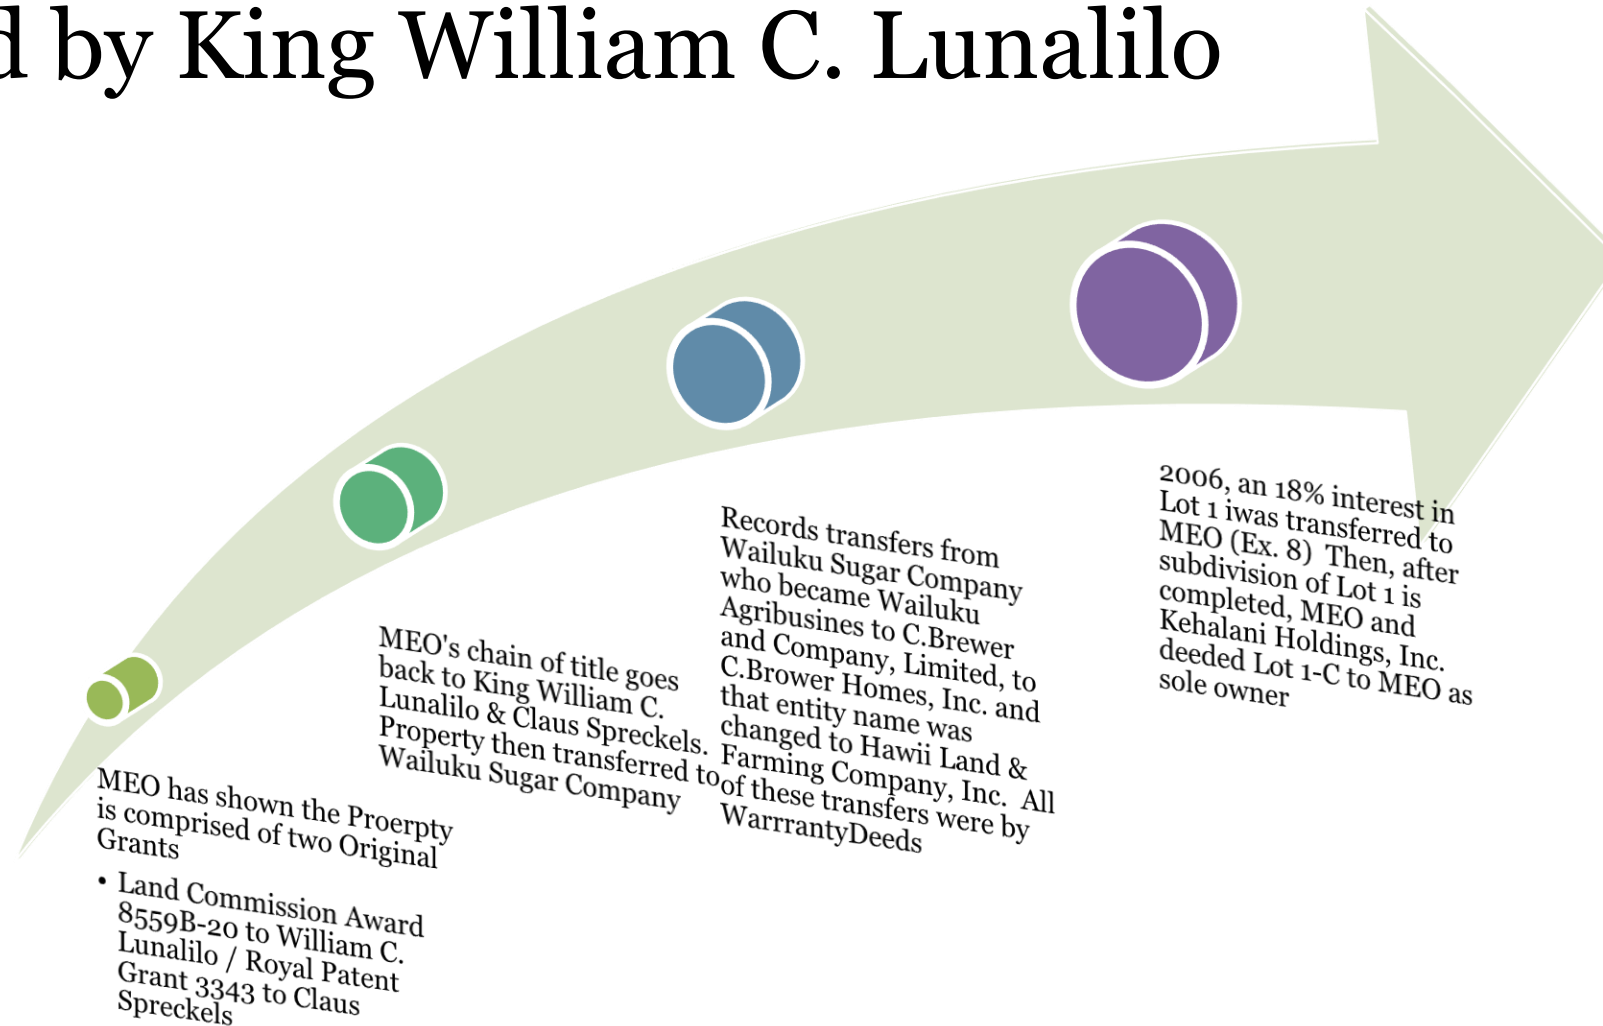 d by King William C. Lunalilo
MEO has shown the Proerpty
is comprised of two Original
Grants
• Land Commission Award
8559B-20 to William C.
Lunalilo / Royal Patent
Grant 3343 to Claus
Spreckels
MEO's chain of title goes
back to King William C.
Lunalilo & Claus Spreckels.
Property then transferred to
Wailuku Sugar Company
Records transfers from
Wailuku Sugar Company
who became Wailuku
Agribusines to C.Brewer
and Company, Limited, to
C.Brower Homes, Inc. and
that entity name was
changed to Hawii Land &
Farming Company, Inc.  All
of these transfers were by
WarrrantyDeeds
2006, an 18% interest in
Lot 1 iwas transferred to
MEO (Ex. 8)  Then, after
subdivision of Lot 1 is
completed, MEO and
Kehalani Holdings, Inc.
deeded Lot 1-C to MEO as
sole owner